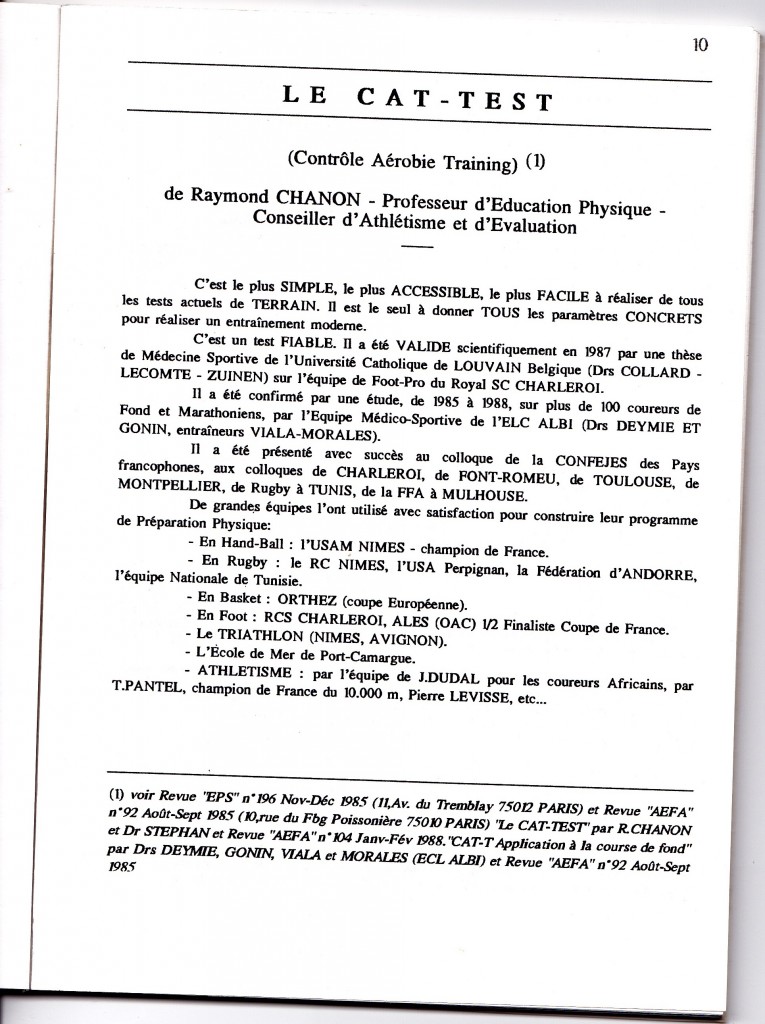 10
LE CAT-TEST
(Contrôle Aérobie Training) (1)
de Raymond CHANON - Professeur d'Education Physique -
Conseiller d'Athlétisme et d'Evaluation
C'est le plus SIMPLE, le plus ACCESSIBLE, le plus FACILE à réaliser de tous
les tests actuels de TERRAIN. Il est le seul à donner TOUS les paramètres CONCRETS
pour réaliser un entraînement moderne.
C'est un test FIABLE. Il a été VALIDE scientifiquement en 1987 par une thèse
de Médecine Sportive de l'Université Catholique de LOUVAIN Belgique (Drs COLLARD -
LECOMTE - ZUINEN) sur l'équipe de Foot-Pro du Royal SC CHARLEROI.
Il a été confirmé par une étude, de 1985 à 1988, sur plus de 100 coureurs de
Fond et Marathoniens, par l'Equipe Médico-Sportive de l'ELC ALBI (Drs DEYMIE ET
GONIN, entraîneurs VIALA-MORALES).
Il a été présenté avec succès au colloque de la CONFEJES des Pays
francophones, aux colloques de CHARLEROI, de FONT-ROMEU, de TOULOUSE, de
MONTPELLIER, de Rugby à TUNIS, de la FFA à MULHOUSE.
De grandes équipes l'ont utilisé avec satisfaction pour construire leur programme
de Préparation Physique:
- En Hand-Ball : l'USAM NIMES - champion de France.
- En Rugby : le RC NIMES, l'USA Perpignan, la Fédération d'ANDORRE,
l'équipe Nationale de Tunisie.
- En Basket : ORTHEZ (coupe Européenne).
- En Foot : RCS CHARLEROI, ALES (OAC) 1/2 Finaliste Coupe de France.
- Le TRIATHLON (NIMES, AVIGNON).
- L'École de Mer de Port-Camargue.
- ATHLETISME : par l'équipe de J.DUDAL pour les coureurs Africains, par
T.PANTEL, champion de France du 10.000 m, Pierre LEVISSE, etc...
(1) voir Revue "EPS" n°196 Nov-Déc 1985 (11,Av. du Tremblay 75012 PARIS) et Revue "AEFA"
n°92 Août-Sept 1985 (10,rue du Fbg Poissonière 75010 PARIS) "Le CAT-TEST" par R.CHANON
et Dr STEPHAN et Revue "AEFA" n°104 Janv-Fév 1988. "CAT-T Application à la course de fond"
par Drs DEYMIE, GONIN, VIALA et MORALES (ECL ALBI) et Revue "AEFA" n°92 Août-Sept
1985